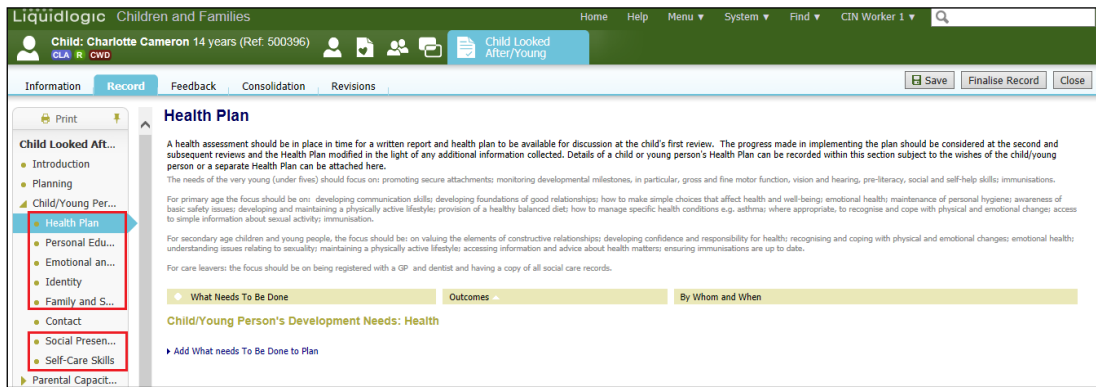 Liquidlogic Children and Families Home Help Menu ▼ System ▼ Find ▼ CIN Worker 1 ▼
Child: Charlotte Cameron 14 years (Ref: 500396)
CLA R CWD
Child Looked
After/Young
Information Record Feedback Consolidation Revisions Save Finalise Record Close
Print
Child Looked Aft...
Introduction
Planning
Child/Young Per...
Health Plan
Personal Edu...
Emotional an...
Identity
Family and S...
Contact
Social Presen...
Self-Care Skills
Parental Capacit...
Health Plan
A health assessment should be in place in time for a written report and health plan to be available for discussion at the child's first review. The progress made in implementing the plan should be considered at the second and
subsequent reviews and the Health Plan modified in the light of any additional information collected. Details of a child or young person's Health Plan can be recorded within this section subject to the wishes of the child/young
person or a separate Health Plan can be attached here.
The needs of the very young (under fives) should focus on: promoting secure attachments; monitoring developmental milestones, in particular, gross and fine motor function, vision and hearing, pre-literacy, social and self-help skills; immunisations.
For primary age the focus should be on: developing communication skills; developing foundations of good relationships; how to make simple choices that affect health and well-being; emotional health; maintenance of personal hygiene; awareness of
basic safety issues; developing and maintaining a physically active lifestyle; provision of a healthy balanced diet; how to manage specific health conditions e.g. asthma; where appropriate, to recognise and cope with physical and emotional change; access
to simple information about sexual activity; immunisation.
For secondary age children and young people, the focus should be: on valuing the elements of constructive relationships; developing confidence and responsibility for health; recognising and coping with physical and emotional changes; emotional health;
understanding issues relating to sexuality; maintaining a physically active lifestyle; accessing information and advice about health matters; ensuring immunisations are up to date.
For care leavers: the focus should be on being registered with a GP and dentist and having a copy of all social care records.
What Needs To Be Done Outcomes By Whom and When
Child/Young Person's Development Needs: Health
Add What needs To Be Done to Plan